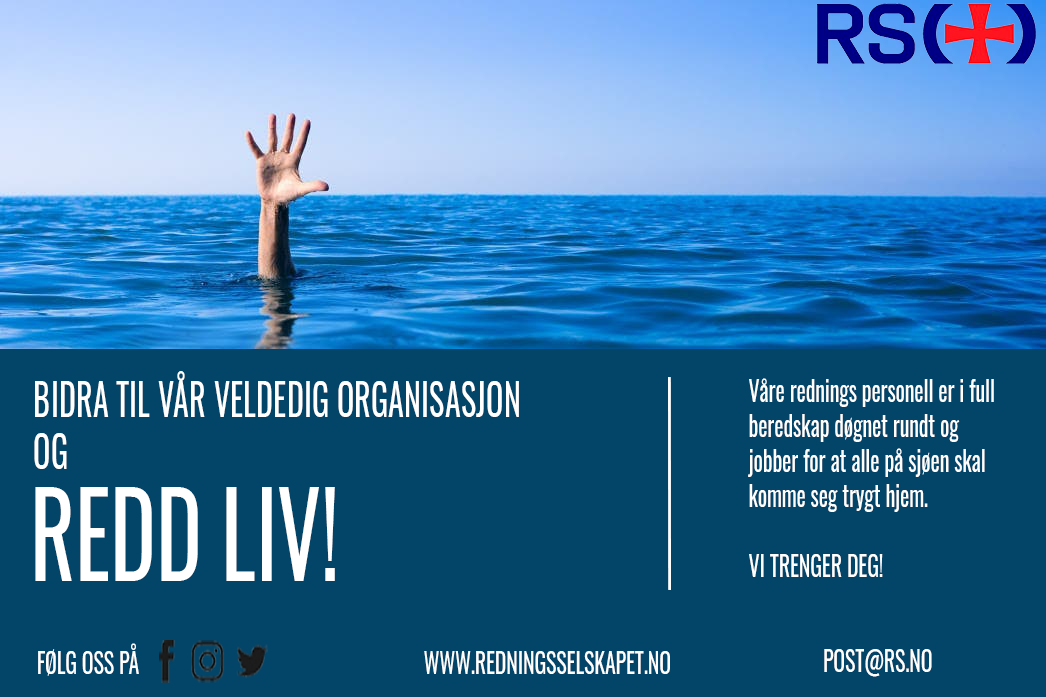 RS(+)
BIDRA TIL VÅR VELDEDIG ORGANISASJON
OG
REDD LIV!
Våre rednings personell er i full
beredskap døgnet rundt og
jobber for at alle på sjøen skal
komme seg trygt hjem.
VI TRENGER DEG!
FØLG OSS PÅ
WWW.REDNINGSSELSKAPET.NO
POST@RS.NO